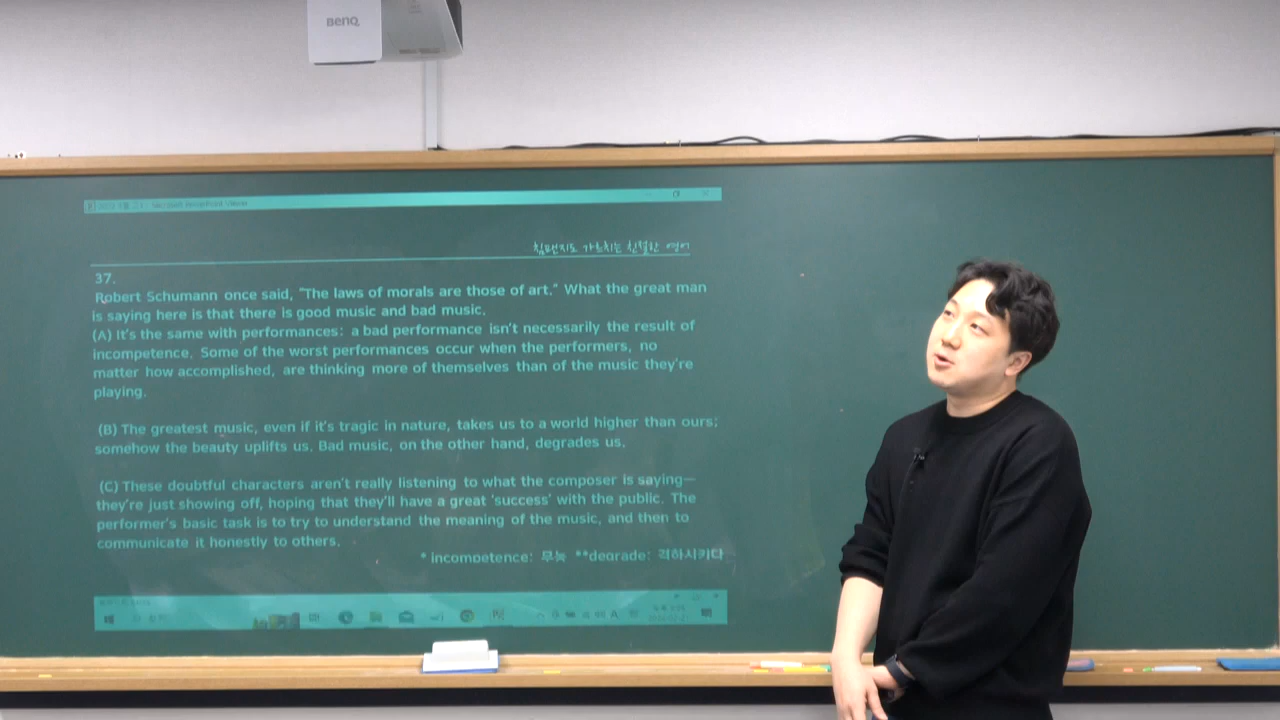 BenQ
침팬지도 가르치는 친절한 영어
37.
Robert Schumann once said, "The laws of morals are those of art." What the great man
is saying here is that there is good music and bad music.
(A) It's the same with performances: a bad performance isn't necessarily the result of
incompetence. Some of the worst performances occur when the performers, no
matter how accomplished, are thinking more of themselves than of the music they're
playing.
(B) The greatest music, even if it's tragic in nature, takes us to a world higher than ours;
somehow the beauty uplifts us. Bad music, on the other hand, degrades us.
(C) These doubtful characters aren't really listening to what the composer is saying—
they're just showing off, hoping that they'll have a great 'success' with the public. The
performer's basic task is to try to understand the meaning of the music, and then to
communicate it honestly to others.
* incompetence: 무능 **degrade: 격하시키다